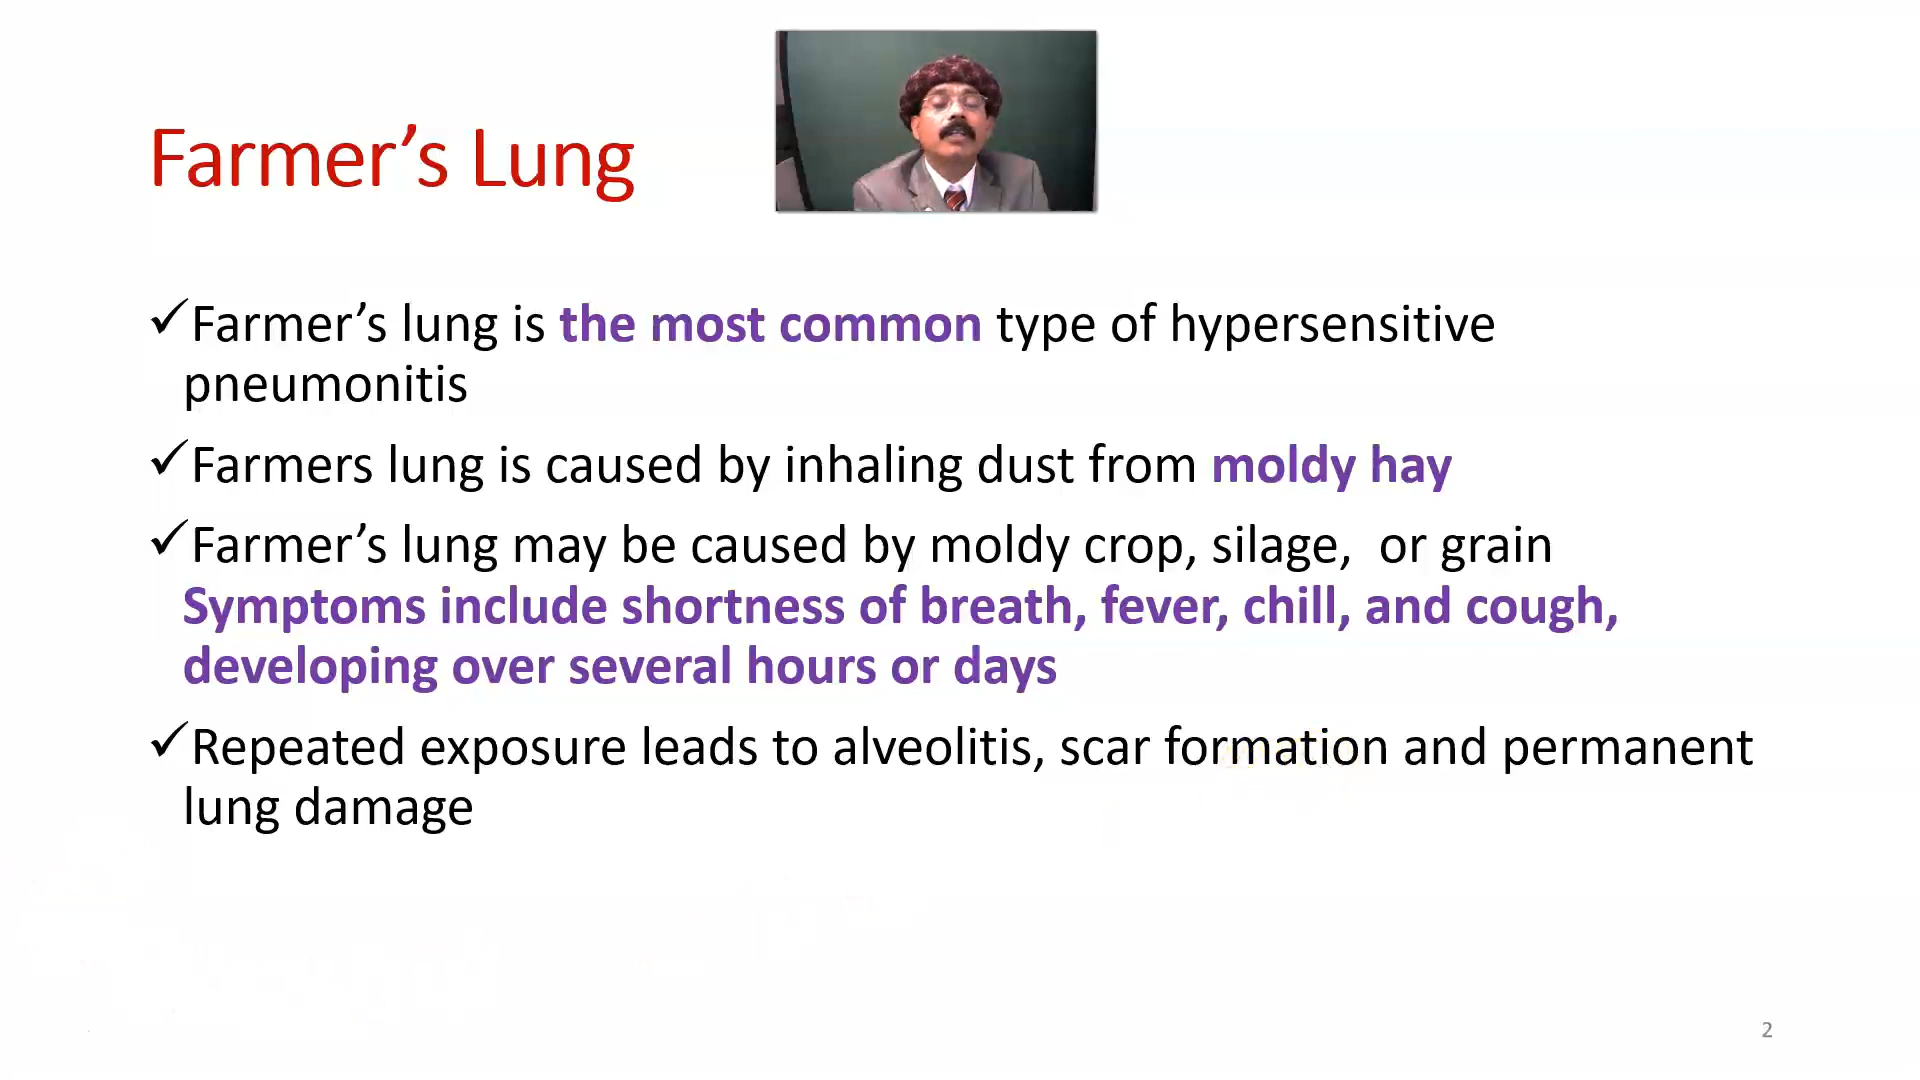 Farmer’s Lung
✓Farmer’s lung is the most common type of hypersensitive
pneumonitis
✓Farmers lung is caused by inhaling dust from moldy hay
✓Farmer’s lung may be caused by moldy crop, silage,  or grain
Symptoms include shortness of breath, fever, chill, and cough,
developing over several hours or days
✓Repeated exposure leads to alveolitis, scar formation and permanent
lung damage
2